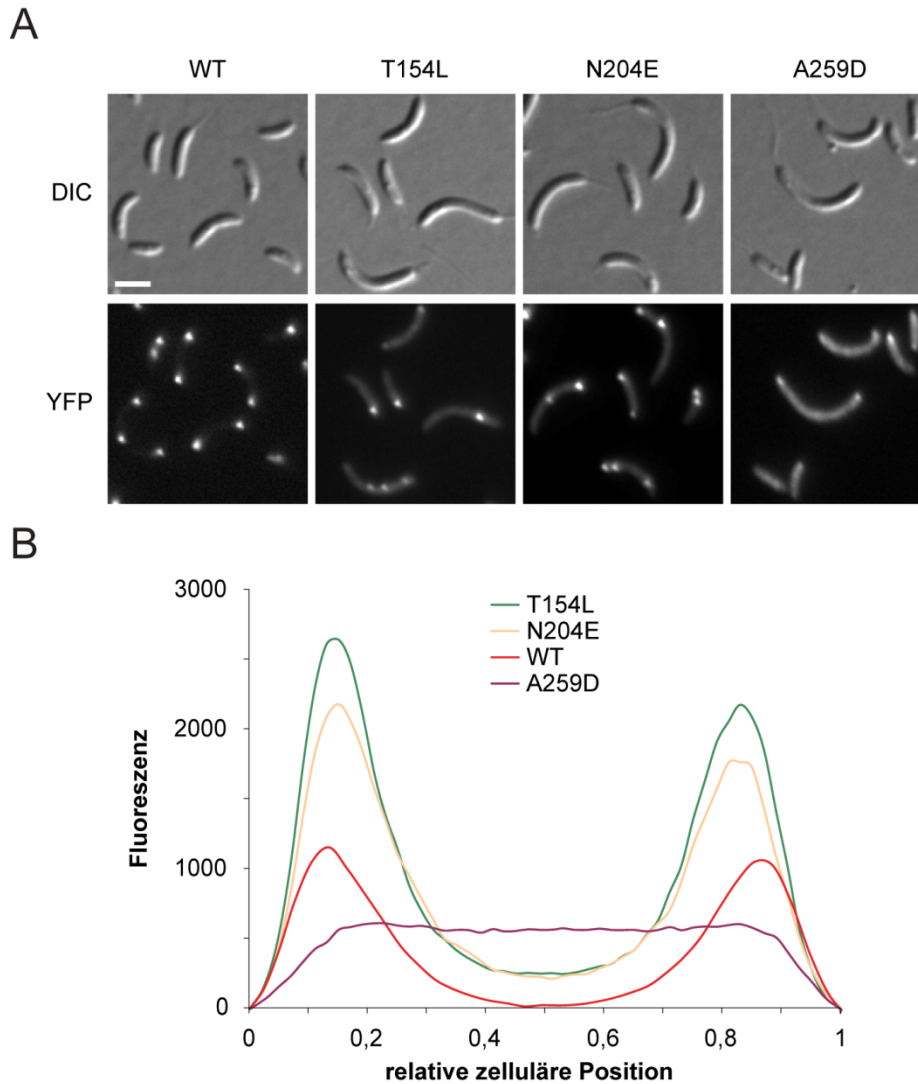 A
WT T154L N204E A259D
DIC
YFP
B
3000
2000
1000
0
Fluoreszenz
T154L
N204E
WT
A259D
0 0,2 0,4 0,6 0,8 1
relative zelluläre Position